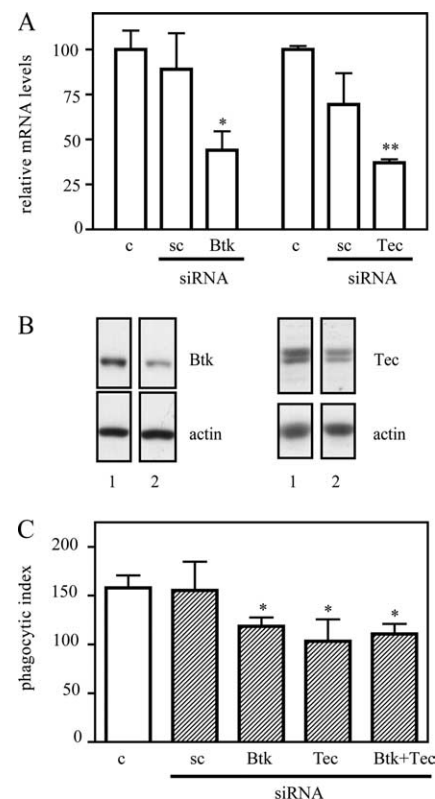 A
relative mRNA levels
100
75
50
25
0
*
**
c sc Btk c sc Tec
siRNA siRNA
B
Btk Tec
actin actin
1 2 1 2
C
phagocytic index
200
150
100
50
0
* * *
c sc Btk Tec Btk+Tec
siRNA